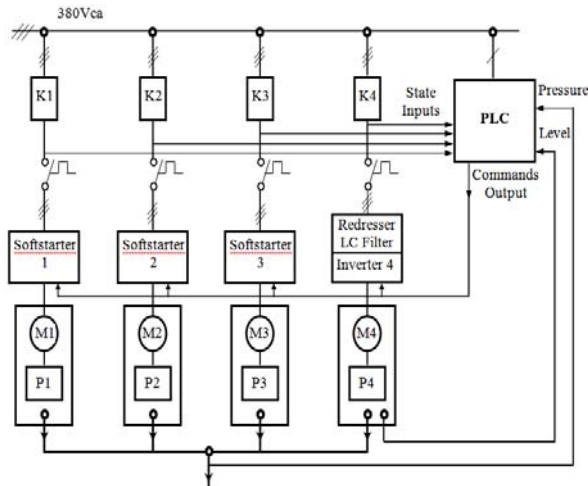 380Vca
K1
K2
K3
K4
State
Inputs
PLC
Pressure
Level
Commands
Output
Softstarter
1
Softstarter
2
Softstarter
3
Redresser
LC Filter
Inverter 4
M1
M2
M3
M4
P1
P2
P3
P4